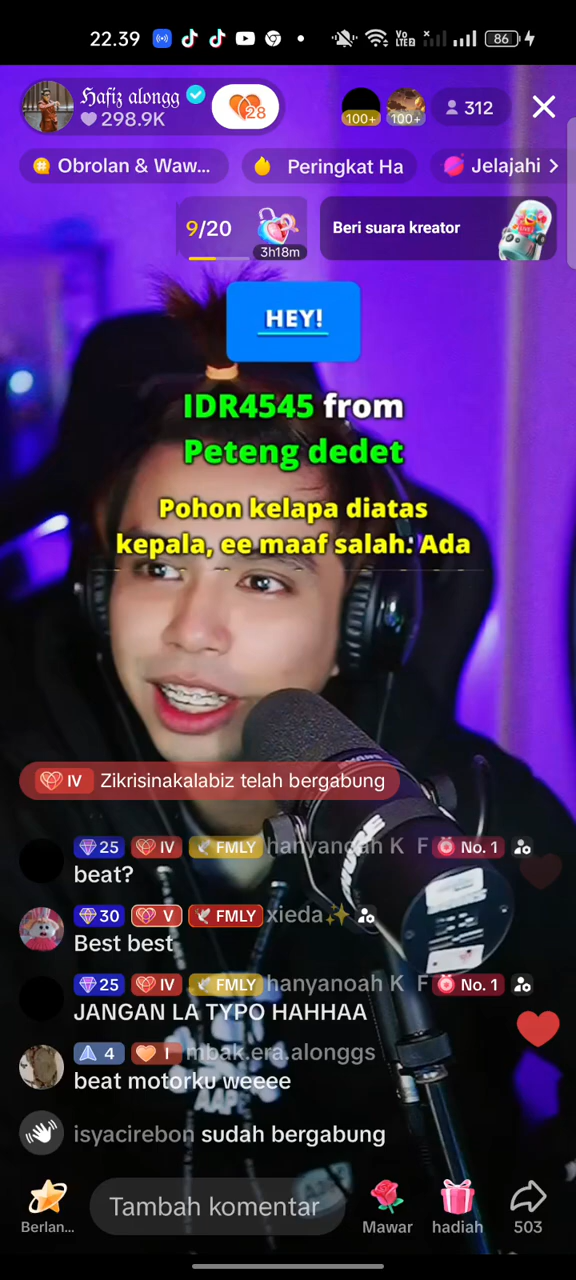 22.39
Vo LTE 2
86
Hafiz alongg
298.9K
28
100+
100+
312
Obrolan & Waw...
Peringkat Ha
Jelajahi
9/20
3h18m
Beri suara kreator
HEY!
IDR4545 from
Peteng dedet
Pohon kelapa diatas
kepala, ee maaf salah. Ada
IV Zikrisinakalabiz telah bergabung
25 IV FMLY hanyanoah K F No. 1
beat?
30 V FMLY xieda
Best best
25 IV FMLY hanyanoah K F No. 1
JANGAN LA TYPO HAHHAA
4 I mbak.era.alonggs
beat motorku weeee
AAPE
isyacirebon sudah bergabung
Berlan...
Tambah komentar
Mawar
hadiah
503